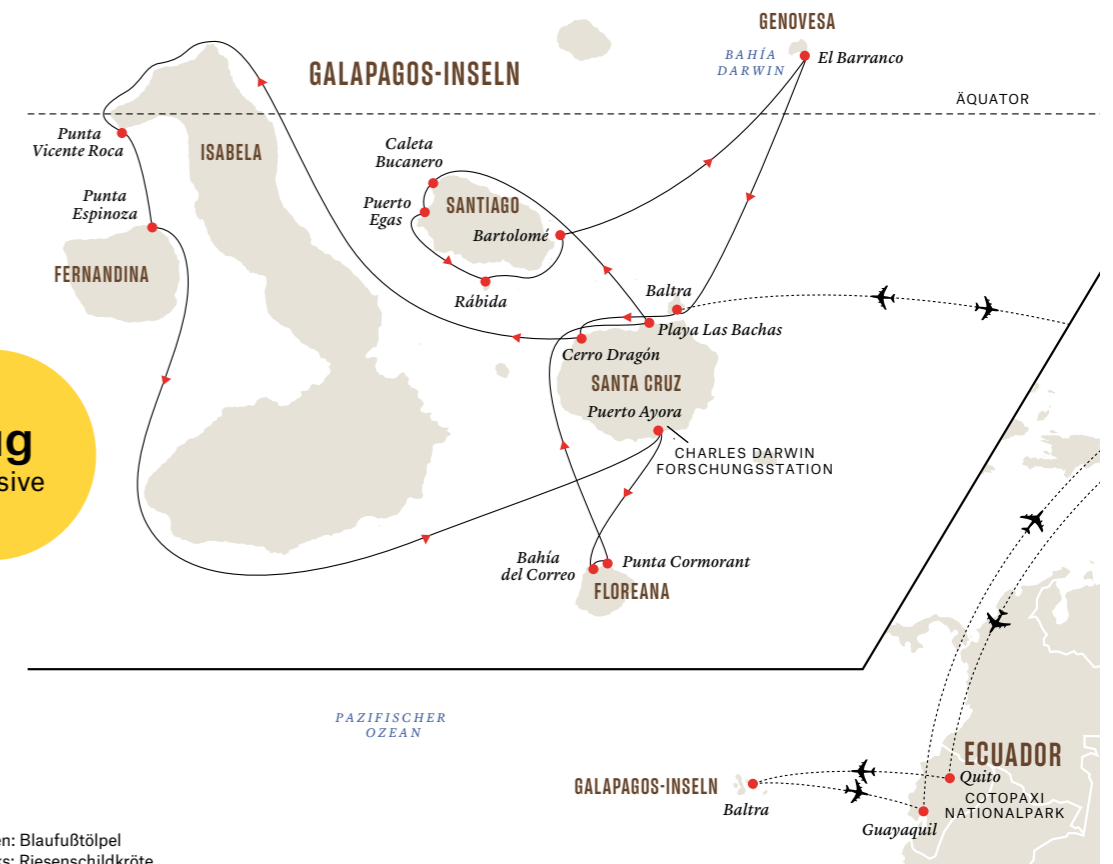 GENOVESA
BAHÍA
DARWIN
El Barranco
GALAPAGOS-INSELN
ÄQUATOR
Punta
Vicente Roca
ISABELA
Caleta
Bucanero
Punta
Espinoza
Puerto
Egas
SANTIAGO
Bartolomé
FERNANDINA
Rábida
Baltra
Playa Las Bachas
Cerro Dragón
SANTA CRUZ
Puerto Ayora
CHARLES DARWIN
FORSCHUNGSSTATION
g
sive
Bahía
del Correo
Punta Cormorant
FLOREANA
PAZIFISCHER
OZEAN
ECUADOR
GALAPAGOS-INSELN
Baltra
Quito
COTOPAXI
NATIONALPARK
Guayaquil
n: Blaufußtölpel
s: Riesenschildkröte